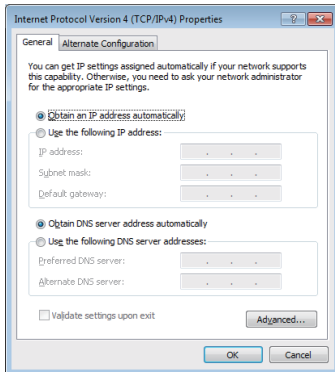 Internet Protocol Version 4 (TCP/IPv4) Properties
General
Alternate Configuration
You can get IP settings assigned automatically if your network supports
this capability. Otherwise, you need to ask your network administrator
for the appropriate IP settings.
Obtain an IP address automatically
Use the following IP address:
IP address:
Subnet mask:
Default gateway:
Obtain DNS server address automatically
Use the following DNS server addresses:
Preferred DNS server:
Alternate DNS server:
Validate settings upon exit
Advanced...
OK
Cancel